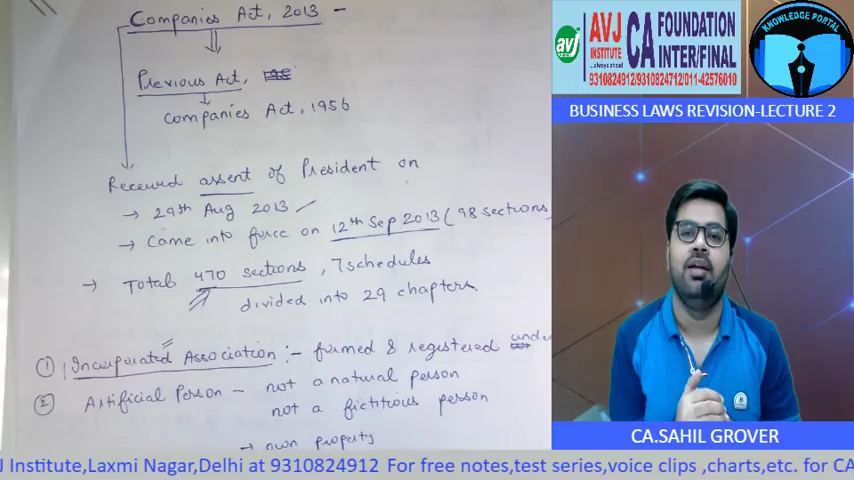 Companies Act, 2013 -
Previous Act,
Companies Act, 1956
Received assent of President on
→ 29th Aug 2013
→ Came into force on 12th Sep 2013 (98 sections)
→ Total 470 sections, 7 schedules
divided into 29 chapters
① Incorporated Association :- formed & registered under
② Artificial Person - not a natural person
not a fictitious person
→ own property
avj
AVJ
INSTITUTE
...always ahead
CA FOUNDATION
INTER/FINAL
9310824912/9310824712/011-42576010
KNOWLEDGE PORTAL
BUSINESS LAWS REVISION-LECTURE 2
CA.SAHIL GROVER
J Institute,Laxmi Nagar,Delhi at 9310824912 For free notes,test series,voice clips ,charts,etc. for CA